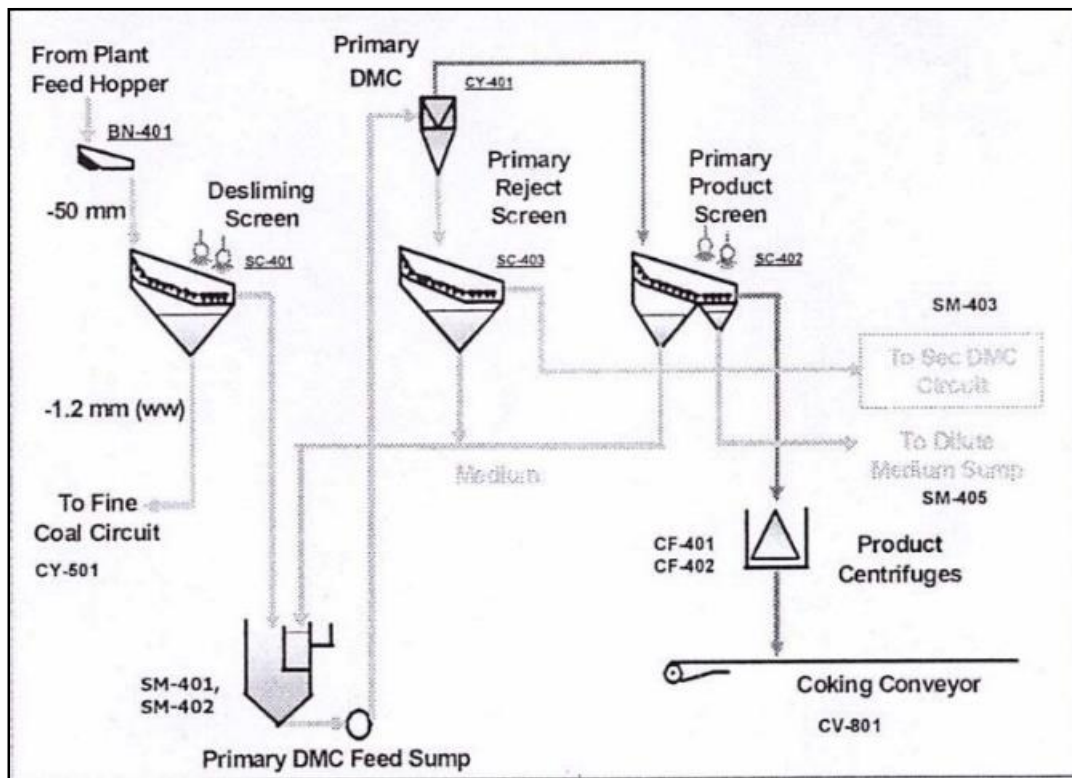 From Plant
Feed Hopper
BN-401
-50 mm
Desliming
Screen
SC-401
-1.2 mm (ww)
To Fine
Coal Circuit
CY-501
Primary
DMC
CY-401
Primary
Reject
Screen
SC-403
Primary
Product
Screen
SC-402
SM-403
To Sec DMC
Circuit
To Dilute
Medium Sump
SM-405
Medium
CF-401
CF-402
Product
Centrifuges
SM-401,
SM-402
Primary DMC Feed Sump
Coking Conveyor
CV-801